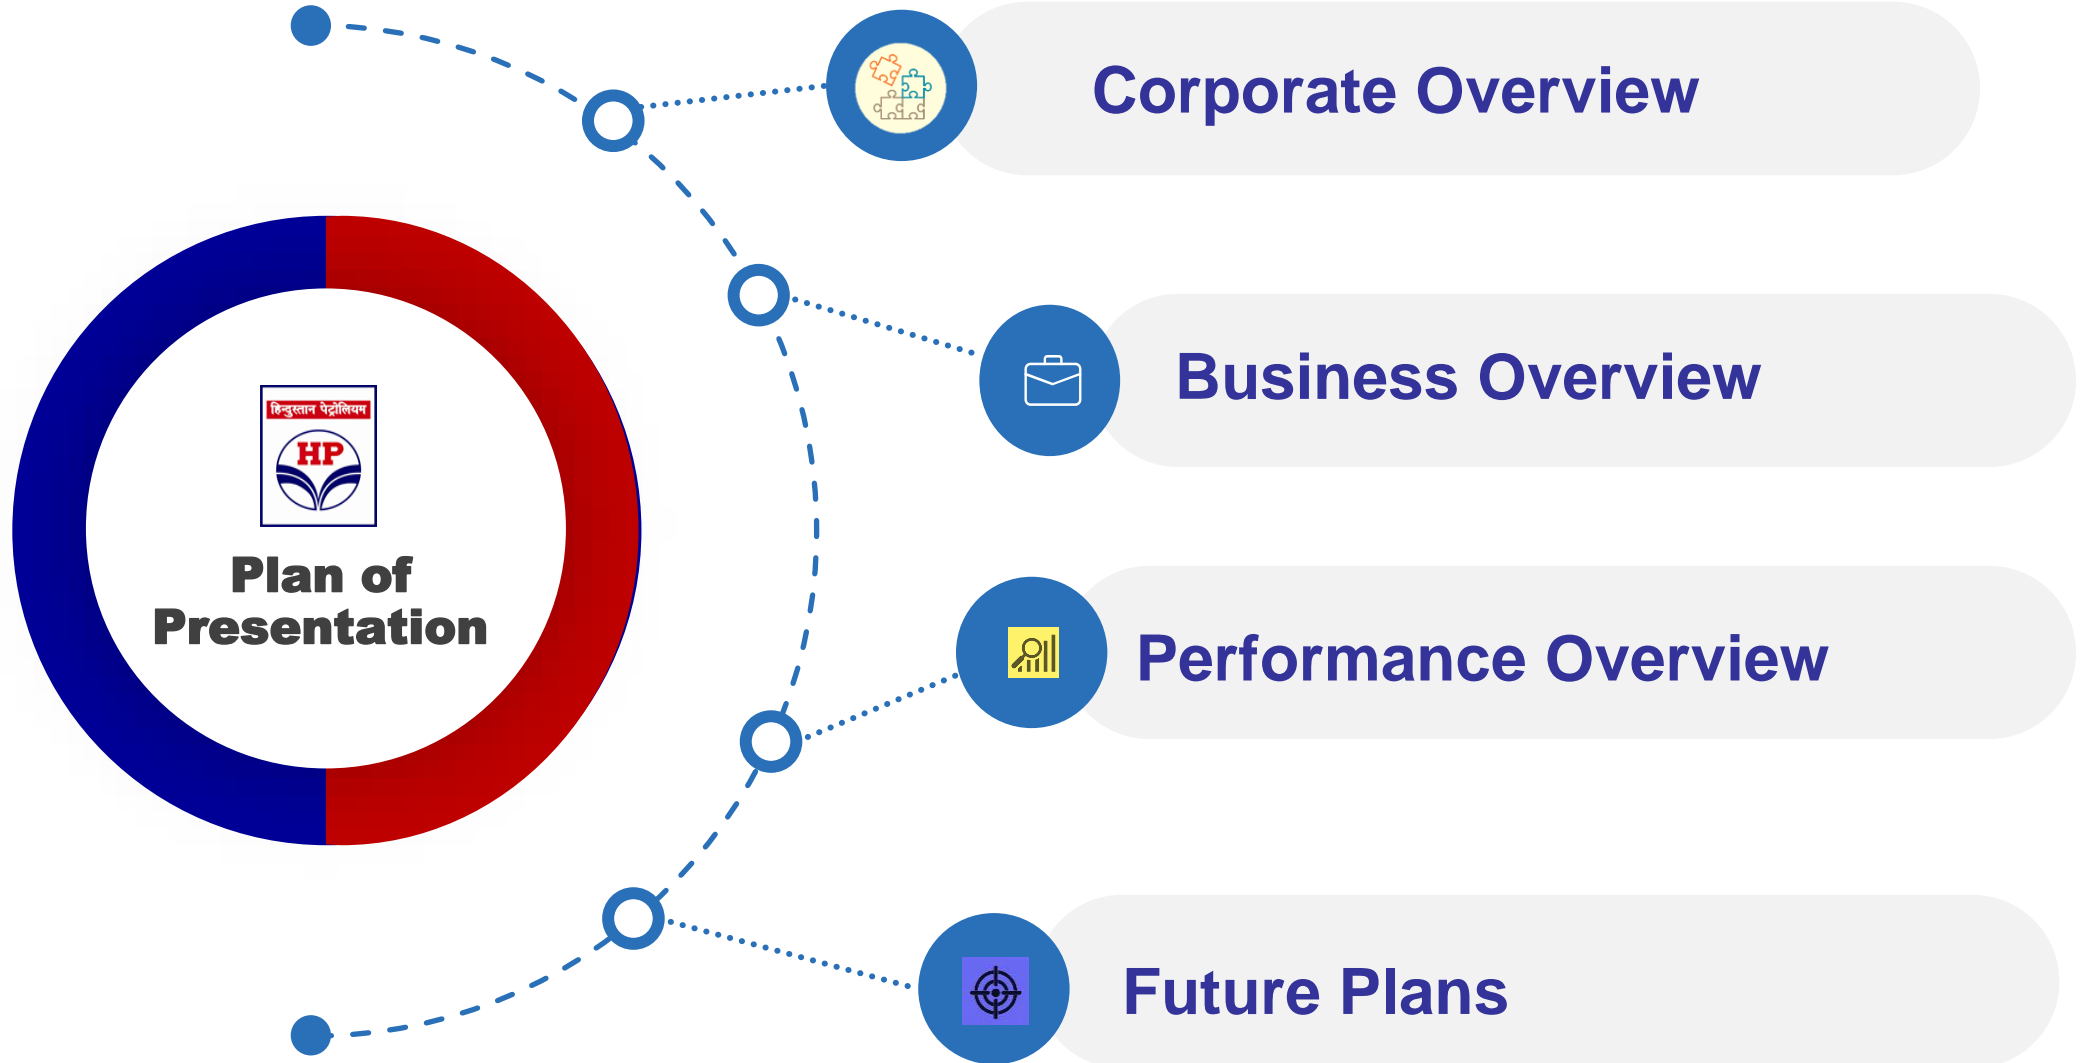 Corporate Overview
Business Overview
हिन्दुस्तान पेट्रोलियम
HP
Plan of
Presentation
Performance Overview
Future Plans